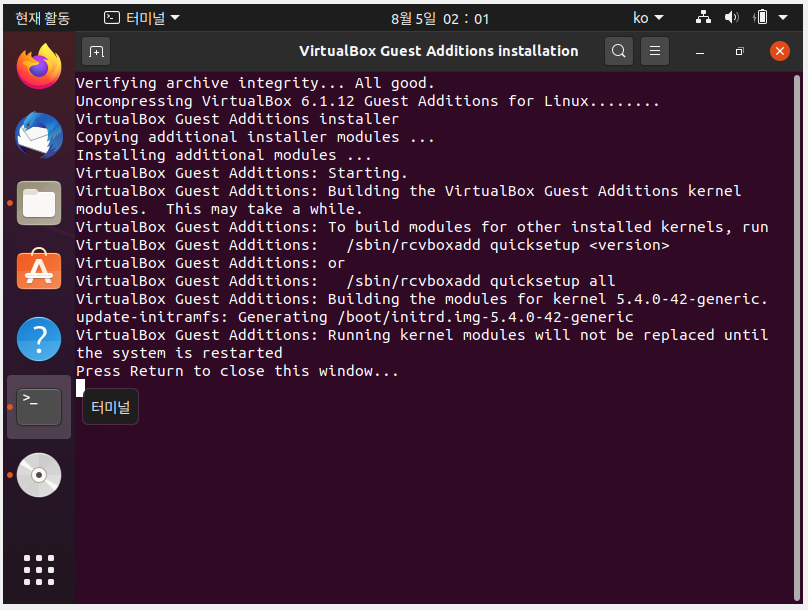 현재 활동
터미널
8월 5일 02 : 01
ko
VirtualBox Guest Additions installation
Verifying archive integrity... All good.
Uncompressing VirtualBox 6.1.12 Guest Additions for Linux........
VirtualBox Guest Additions installer
Copying additional installer modules ...
Installing additional modules ...
VirtualBox Guest Additions: Starting.
VirtualBox Guest Additions: Building the VirtualBox Guest Additions kernel
modules.  This may take a while.
VirtualBox Guest Additions: To build modules for other installed kernels, run
VirtualBox Guest Additions:   /sbin/rcvboxadd quicksetup <version>
VirtualBox Guest Additions: or
VirtualBox Guest Additions:   /sbin/rcvboxadd quicksetup all
VirtualBox Guest Additions: Building the modules for kernel 5.4.0-42-generic.
update-initramfs: Generating /boot/initrd.img-5.4.0-42-generic
VirtualBox Guest Additions: Running kernel modules will not be replaced until
the system is restarted
Press Return to close this window...
터미널